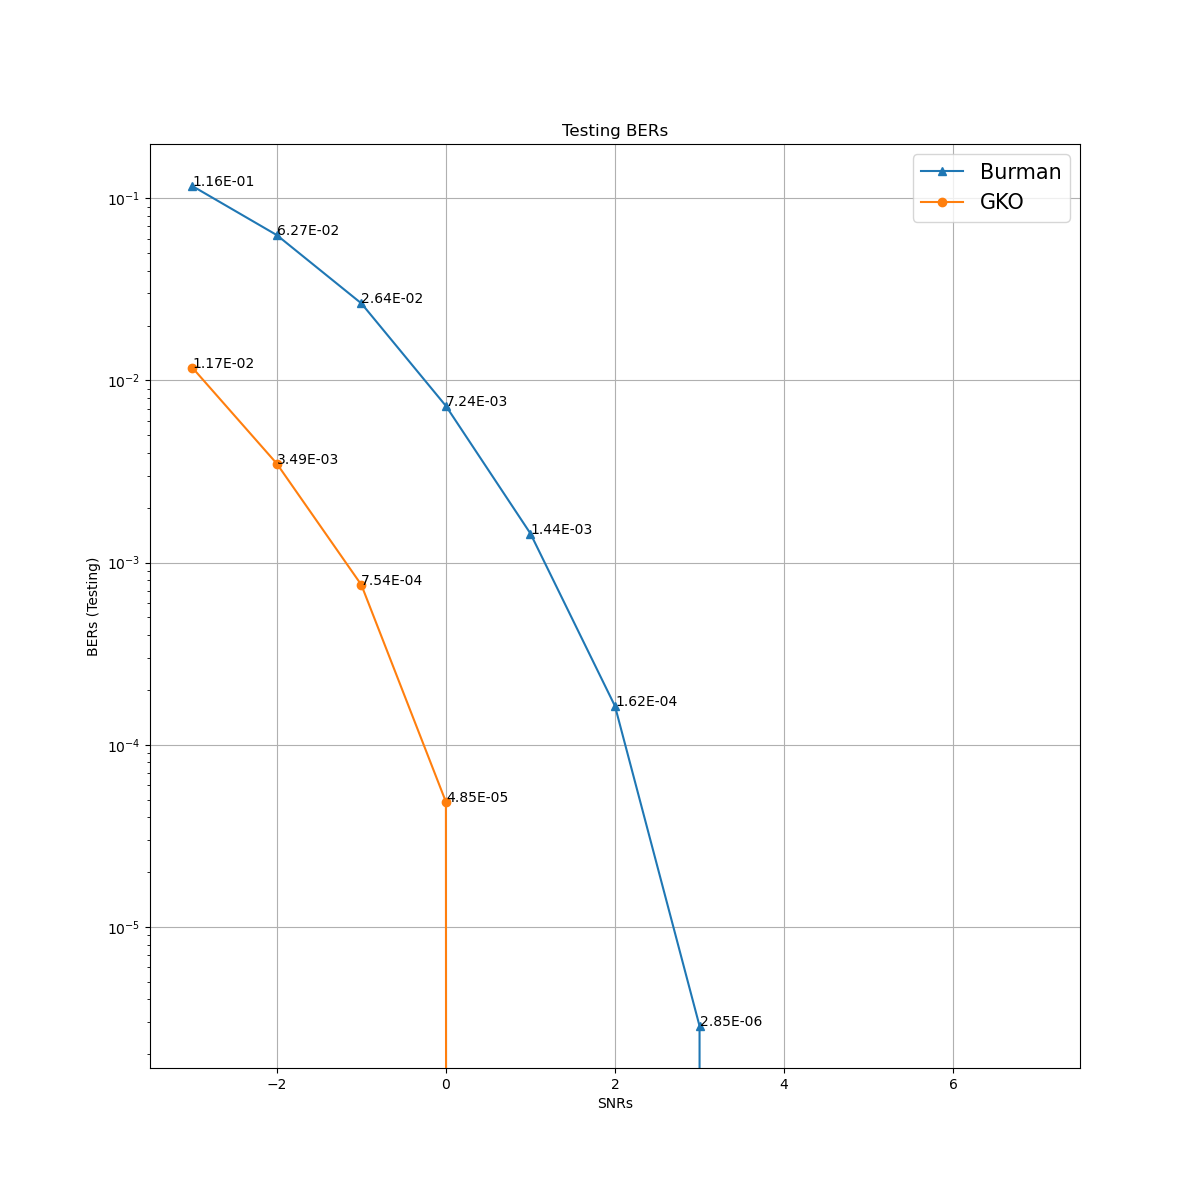 Testing BERs
Burman
GKO
1.16E-01
6.27E-02
2.64E-02
7.24E-03
1.44E-03
1.62E-04
2.85E-06
1.17E-02
3.49E-03
7.54E-04
4.85E-05
10⁻¹
10⁻²
10⁻³
10⁻⁴
10⁻⁵
BERs (Testing)
−2
0
2
4
6
SNRs